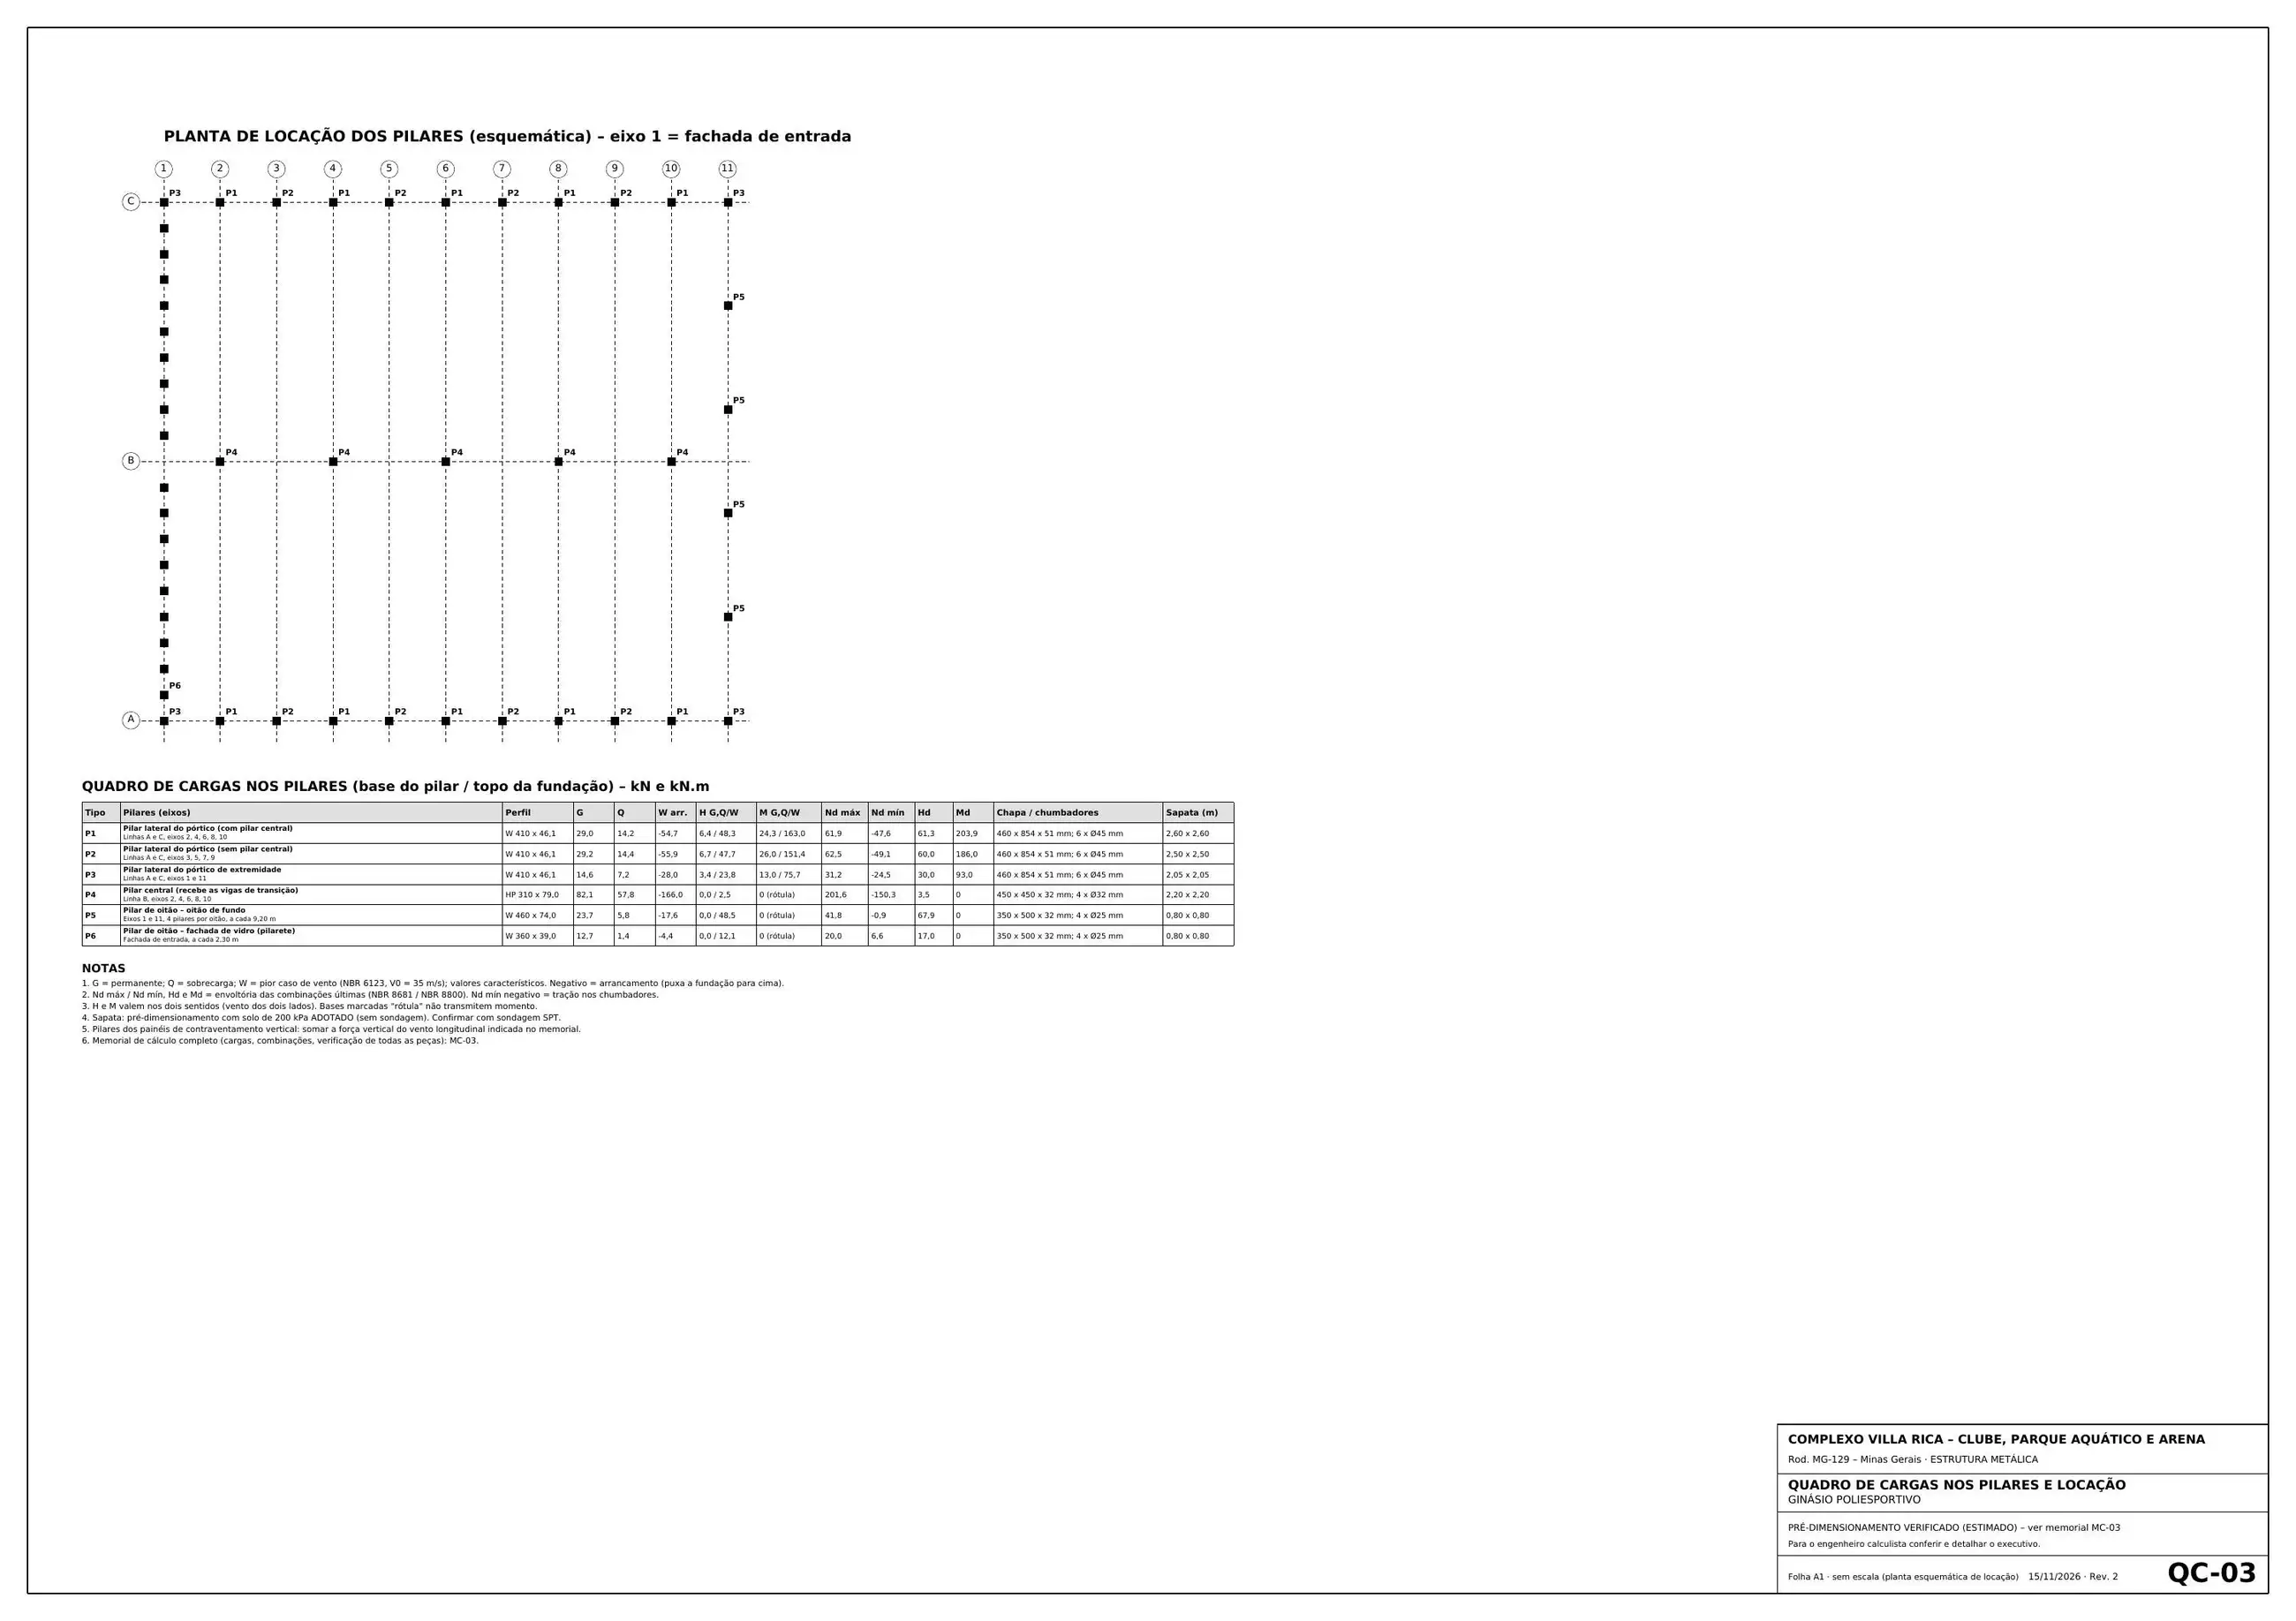 PLANTA DE LOCAÇÃO DOS PILARES (esquemática) – eixo 1 = fachada de entrada
1 2 3 4 5 6 7 8 9 10 11
P3 P1 P2 P1 P2 P1 P2 P1 P2 P1 P3
C
P5
P5
P4 P4 P4 P4 P4
B
P5
P5
P6
P3 P1 P2 P1 P2 P1 P2 P1 P2 P1 P3
A
QUADRO DE CARGAS NOS PILARES (base do pilar / topo da fundação) – kN e kN.m
Tipo Pilares (eixos) Perfil G Q W arr. H G,Q/W M G,Q/W Nd máx Nd mín Hd Md Chapa / chumbadores Sapata (m)
P1 Pilar lateral do pórtico (com pilar central) W 410 x 46,1 29,0 14,2 -54,7 6,4 / 48,3 24,3 / 163,0 61,9 -47,6 61,3 203,9 460 x 854 x 51 mm; 6 x Ø45 mm 2,60 x 2,60
Linhas A e C, eixos 2, 4, 6, 8, 10
P2 Pilar lateral do pórtico (sem pilar central) W 410 x 46,1 29,2 14,4 -55,9 6,7 / 47,7 26,0 / 151,4 62,5 -49,1 60,0 186,0 460 x 854 x 51 mm; 6 x Ø45 mm 2,50 x 2,50
Linhas A e C, eixos 3, 5, 7, 9
P3 Pilar lateral do pórtico de extremidade W 410 x 46,1 14,6 7,2 -28,0 3,4 / 23,8 13,0 / 75,7 31,2 -24,5 30,0 93,0 460 x 854 x 51 mm; 6 x Ø45 mm 2,05 x 2,05
Linhas A e C, eixos 1 e 11
P4 Pilar central (recebe as vigas de transição) HP 310 x 79,0 82,1 57,8 -166,0 0,0 / 2,5 0 (rótula) 201,6 -150,3 3,5 0 450 x 450 x 32 mm; 4 x Ø32 mm 2,20 x 2,20
Linha B, eixos 2, 4, 6, 8, 10
P5 Pilar de oitão – oitão de fundo W 460 x 74,0 23,7 5,8 -17,6 0,0 / 48,5 0 (rótula) 41,8 -0,9 67,9 0 350 x 500 x 32 mm; 4 x Ø25 mm 0,80 x 0,80
Eixos 1 e 11, 4 pilares por oitão, a cada 9,20 m
P6 Pilar de oitão – fachada de vidro (pilarete) W 360 x 39,0 12,7 1,4 -4,4 0,0 / 12,1 0 (rótula) 20,0 6,6 17,0 0 350 x 500 x 32 mm; 4 x Ø25 mm 0,80 x 0,80
Fachada de entrada, a cada 2,30 m
NOTAS
1. G = permanente; Q = sobrecarga; W = pior caso de vento (NBR 6123, V0 = 35 m/s); valores característicos. Negativo = arrancamento (puxa a fundação para cima).
2. Nd máx / Nd mín, Hd e Md = envoltória das combinações últimas (NBR 8681 / NBR 8800). Nd mín negativo = tração nos chumbadores.
3. H e M valem nos dois sentidos (vento dos dois lados). Bases marcadas "rótula" não transmitem momento.
4. Sapata: pré-dimensionamento com solo de 200 kPa ADOTADO (sem sondagem). Confirmar com sondagem SPT.
5. Pilares dos painéis de contraventamento vertical: somar a força vertical do vento longitudinal indicada no memorial.
6. Memorial de cálculo completo (cargas, combinações, verificação de todas as peças): MC-03.
COMPLEXO VILLA RICA – CLUBE, PARQUE AQUÁTICO E ARENA
Rod. MG-129 – Minas Gerais · ESTRUTURA METÁLICA
QUADRO DE CARGAS NOS PILARES E LOCAÇÃO
GINÁSIO POLIESPORTIVO
PRÉ-DIMENSIONAMENTO VERIFICADO (ESTIMADO) – ver memorial MC-03
Para o engenheiro calculista conferir e detalhar o executivo.
Folha A1 · sem escala (planta esquemática de locação) 15/11/2026 · Rev. 2 QC-03